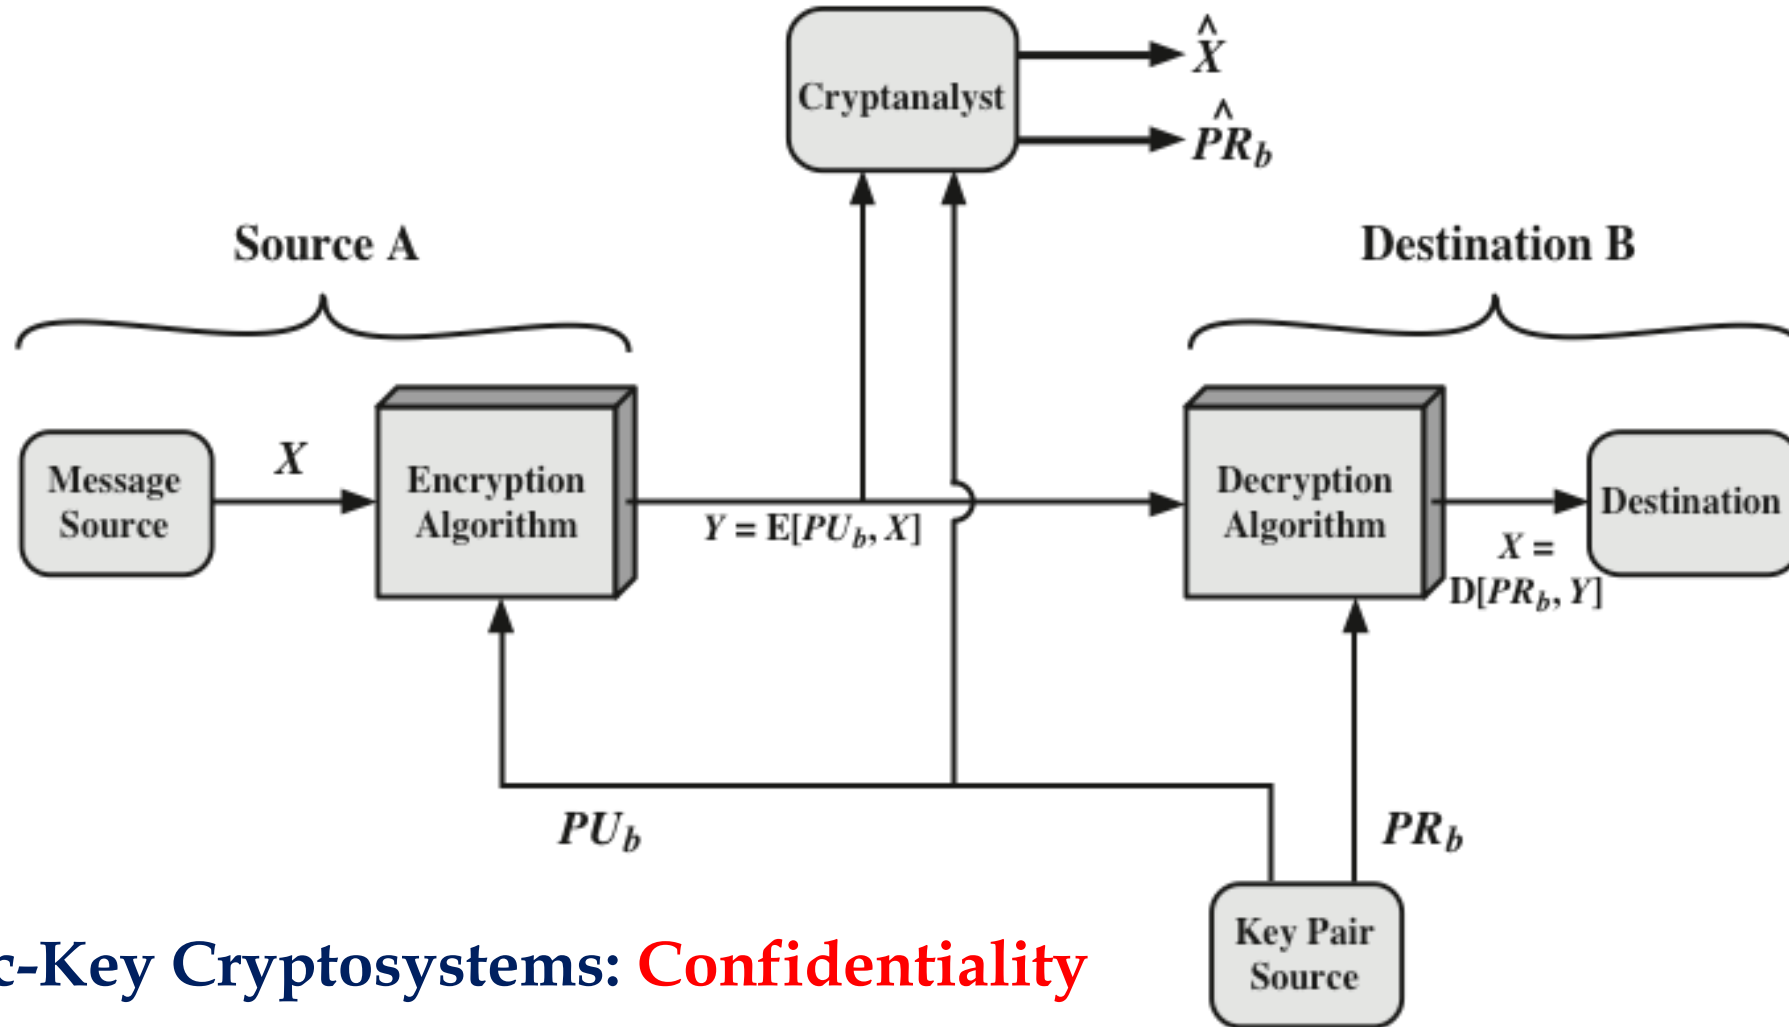 X̂
Cryptanalyst
P̂R_b
Source A
Destination B
Message
Source
X
Encryption
Algorithm
Y = E[PU_b, X]
Decryption
Algorithm
X =
D[PR_b, Y]
Destination
PU_b
PR_b
Key Pair
Source
c-Key Cryptosystems: Confidentiality